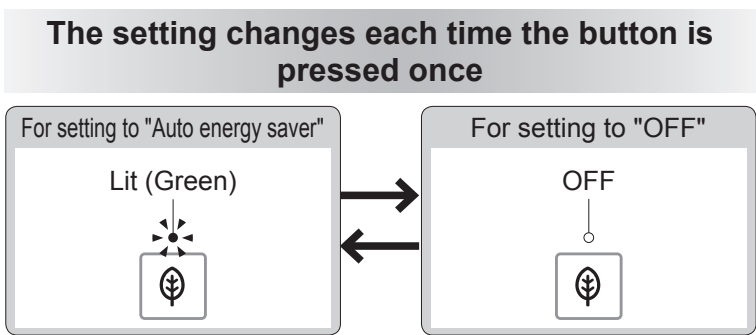 The setting changes each time the button is
pressed once
For setting to "Auto energy saver"
Lit (Green)
For setting to "OFF"
OFF